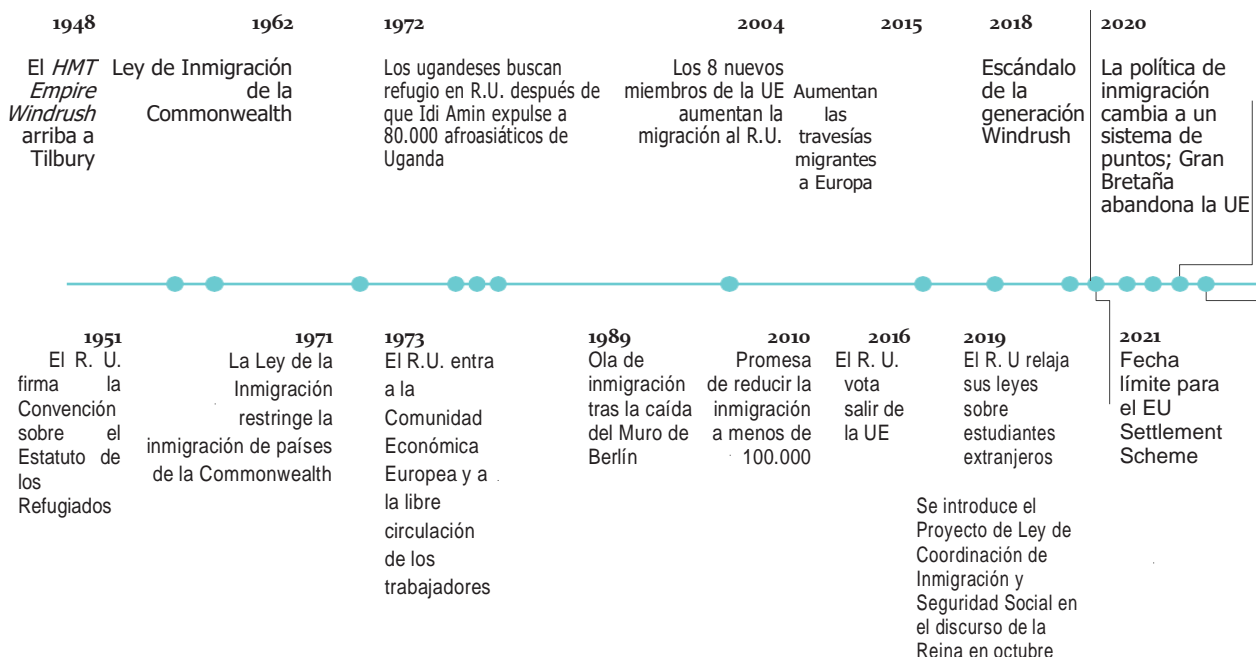 1948
El HMT
Empire
Windrush
arriba a
Tilbury
1962
Ley de Inmigración
de la
Commonwealth
1972
Los ugandeses buscan
refugio en R.U. después de
que Idi Amin expulse a
80.000 afroasiáticos de
Uganda
2004
Los 8 nuevos
miembros de la UE
aumentan la
migración al R.U.
2015
Aumentan
las
travesías
migrantes
a Europa
2018
Escándalo
de la
generación
Windrush
2020
La política de
inmigración
cambia a un
sistema de
puntos; Gran
Bretaña
abandona la UE
1951
El R. U.
firma la
Convención
sobre el
Estatuto de
los
Refugiados
1971
La Ley de la
Inmigración
restringe la
inmigración de países
de la Commonwealth
1973
El R.U. entra
a la
Comunidad
Económica
Europea y a
la libre
circulación
de los
trabajadores
1989
Ola de
inmigración
tras la caída
del Muro de
Berlín
2010
Promesa
de reducir la
inmigración
a menos de
100.000
2016
El R. U.
vota
salir de
la UE
2019
El R. U relaja
sus leyes
sobre
estudiantes
extranjeros
Se introduce el
Proyecto de Ley de
Coordinación de
Inmigración y
Seguridad Social en
el discurso de la
Reina en octubre
2021
Fecha
límite para
el EU
Settlement
Scheme